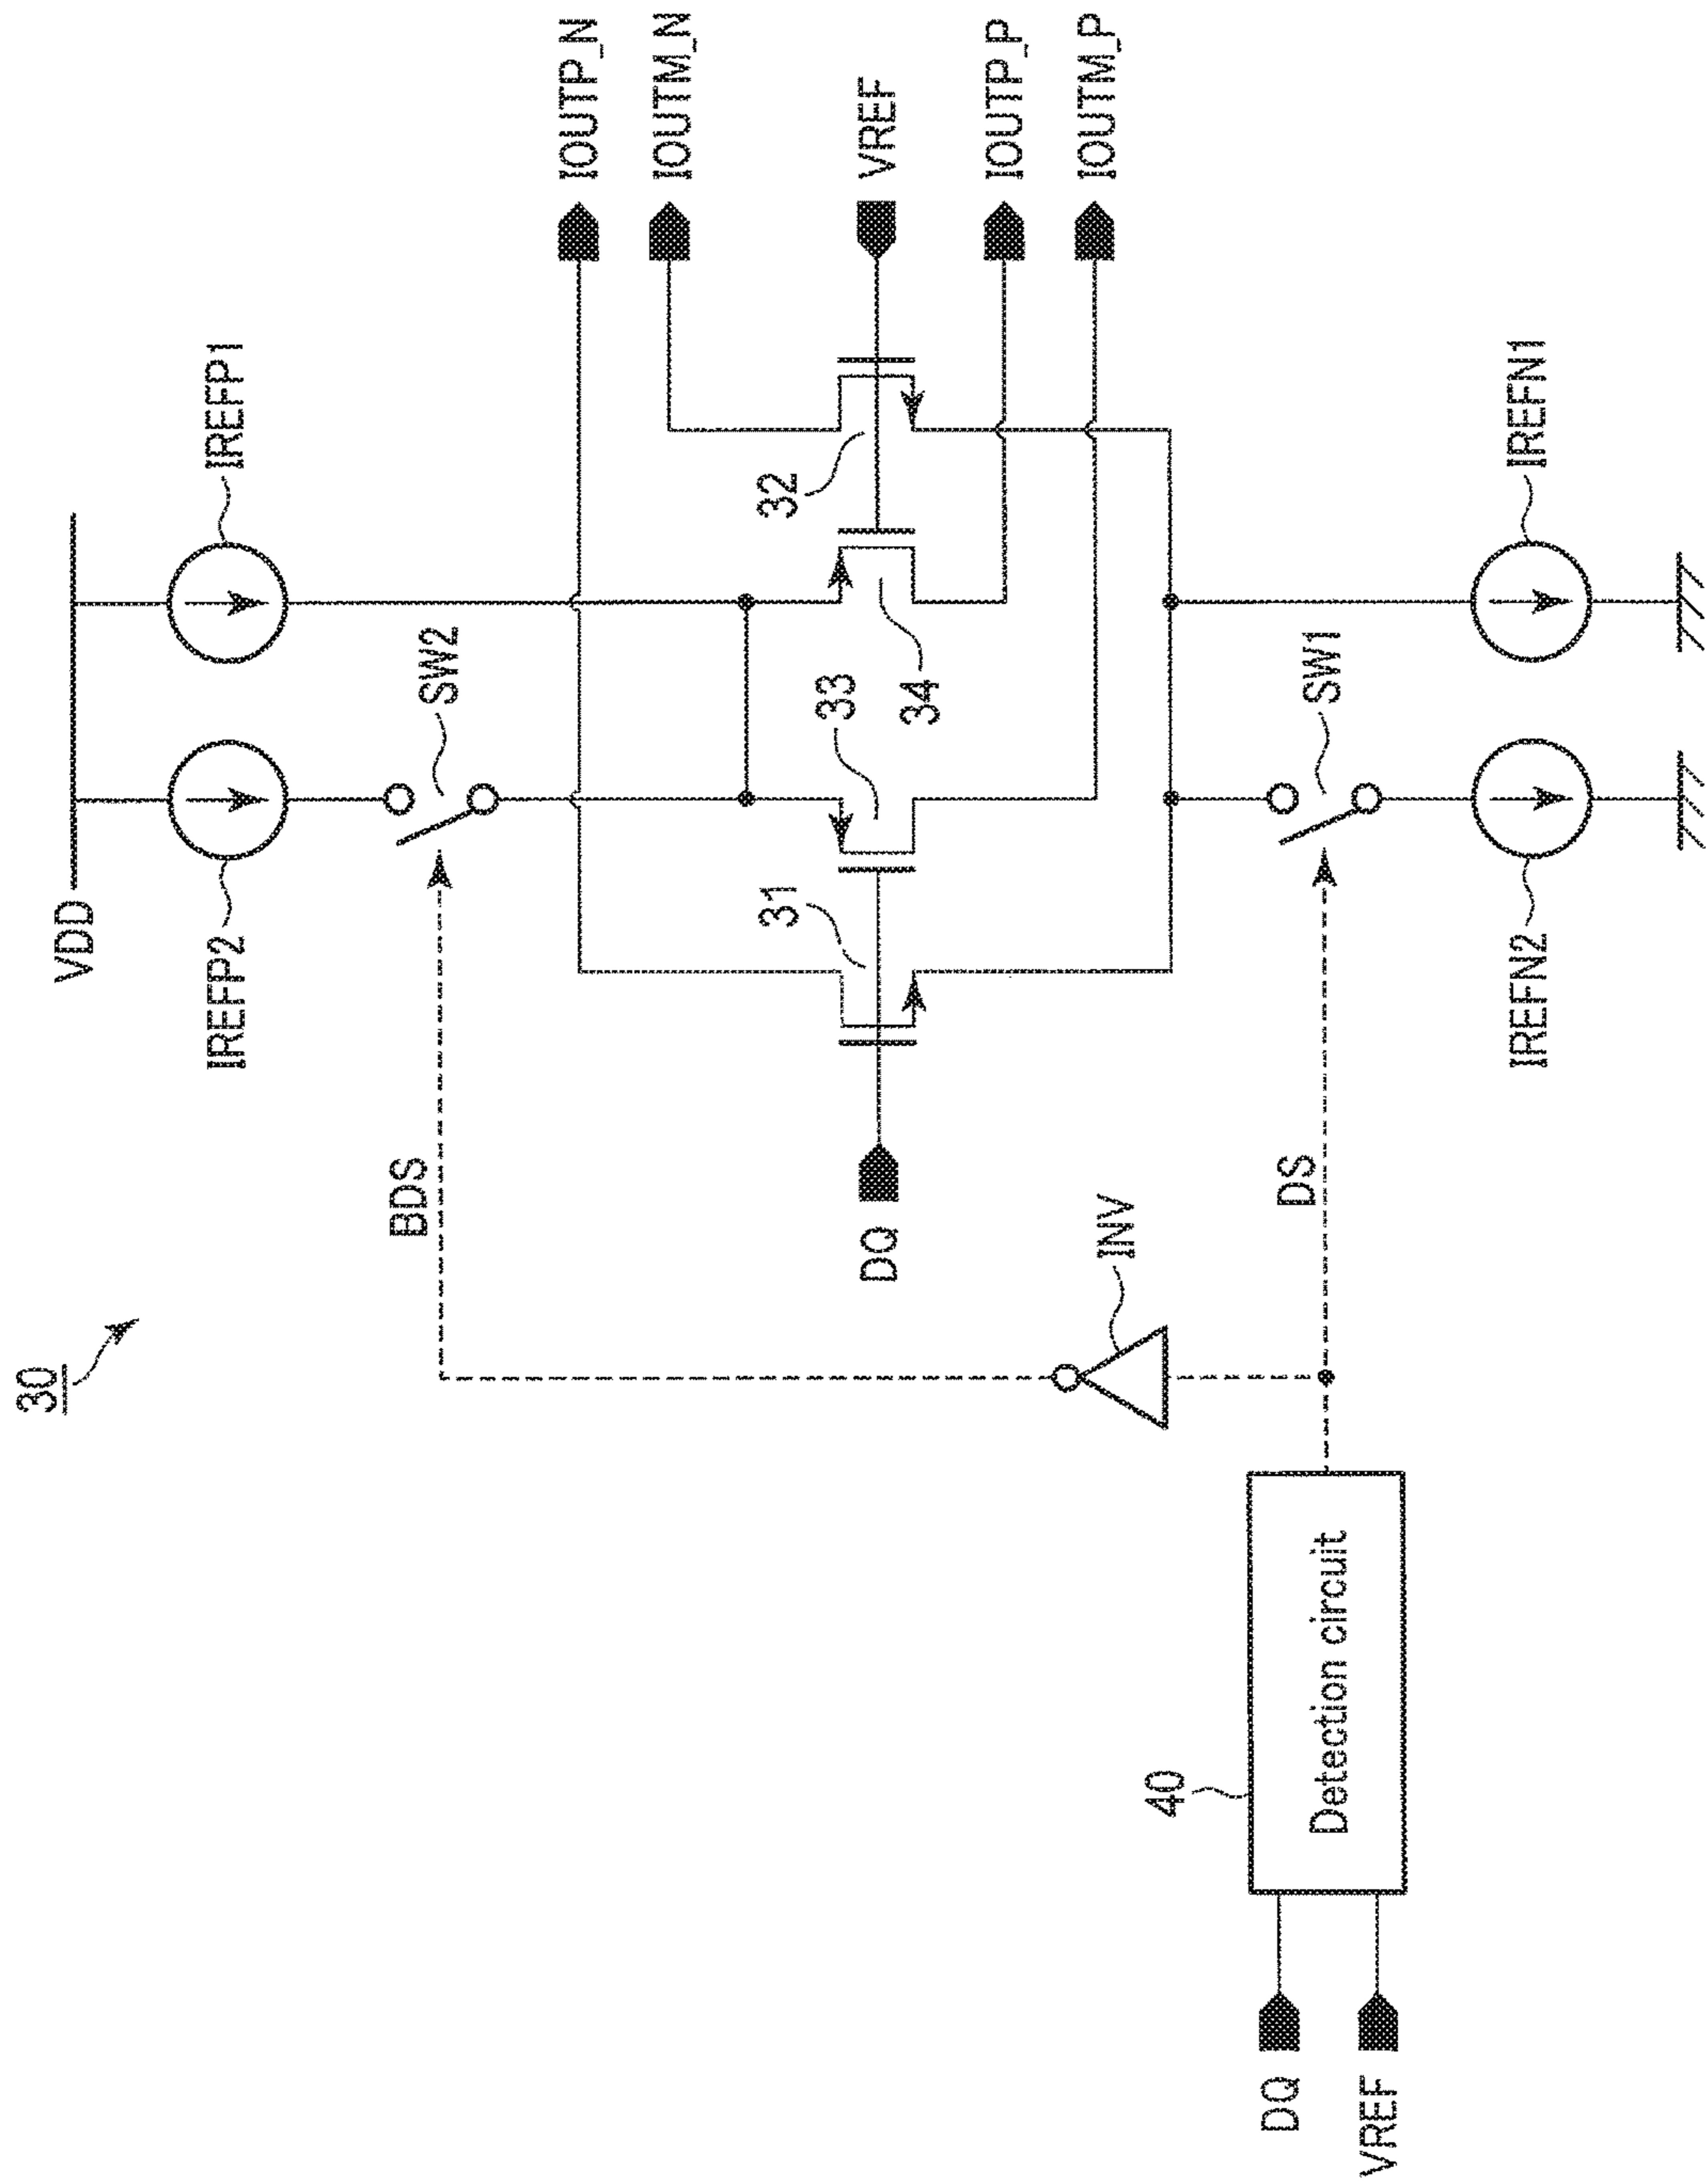 30
VDD
IREFP2
IREFP1
SW2
BDS
IOUTP_N
IOUTM_N
DQ
31
33
34
32
VREF
IOUTP_P
IOUTM_P
INV
40
Detection circuit
DQ
VREF
DS
SW1
IREFN2
IREFN1